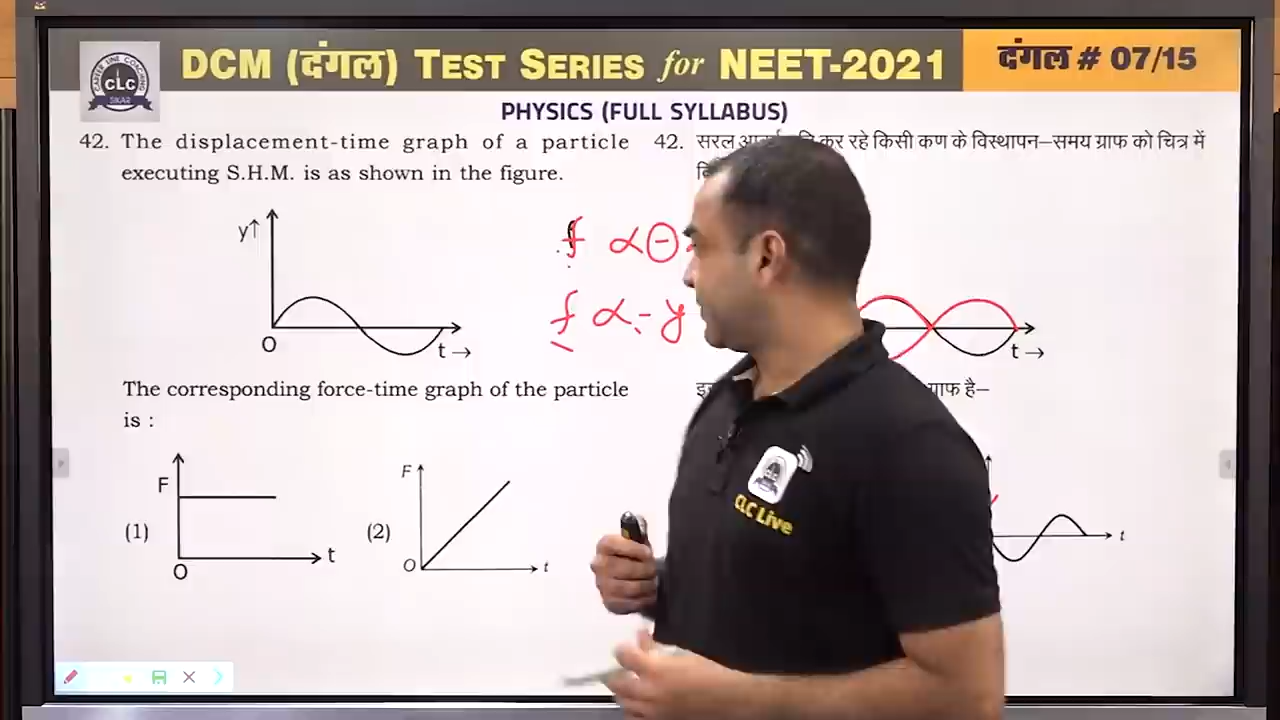 DCM (दंगल) TEST SERIES for NEET-2021
दंगल # 07/15
CLC
SIKAR
PHYSICS (FULL SYLLABUS)
42. The displacement-time graph of a particle
executing S.H.M. is as shown in the figure.
y↑
O
t →
The corresponding force-time graph of the particle
is :
(1)
F
O
t
(2)
F
O
t
f α ⊖
f α - y
42. सरल कर रहे किसी कण के विस्थापन–समय ग्राफ को चित्र में
t →
ग्राफ है–
t
CLC Live